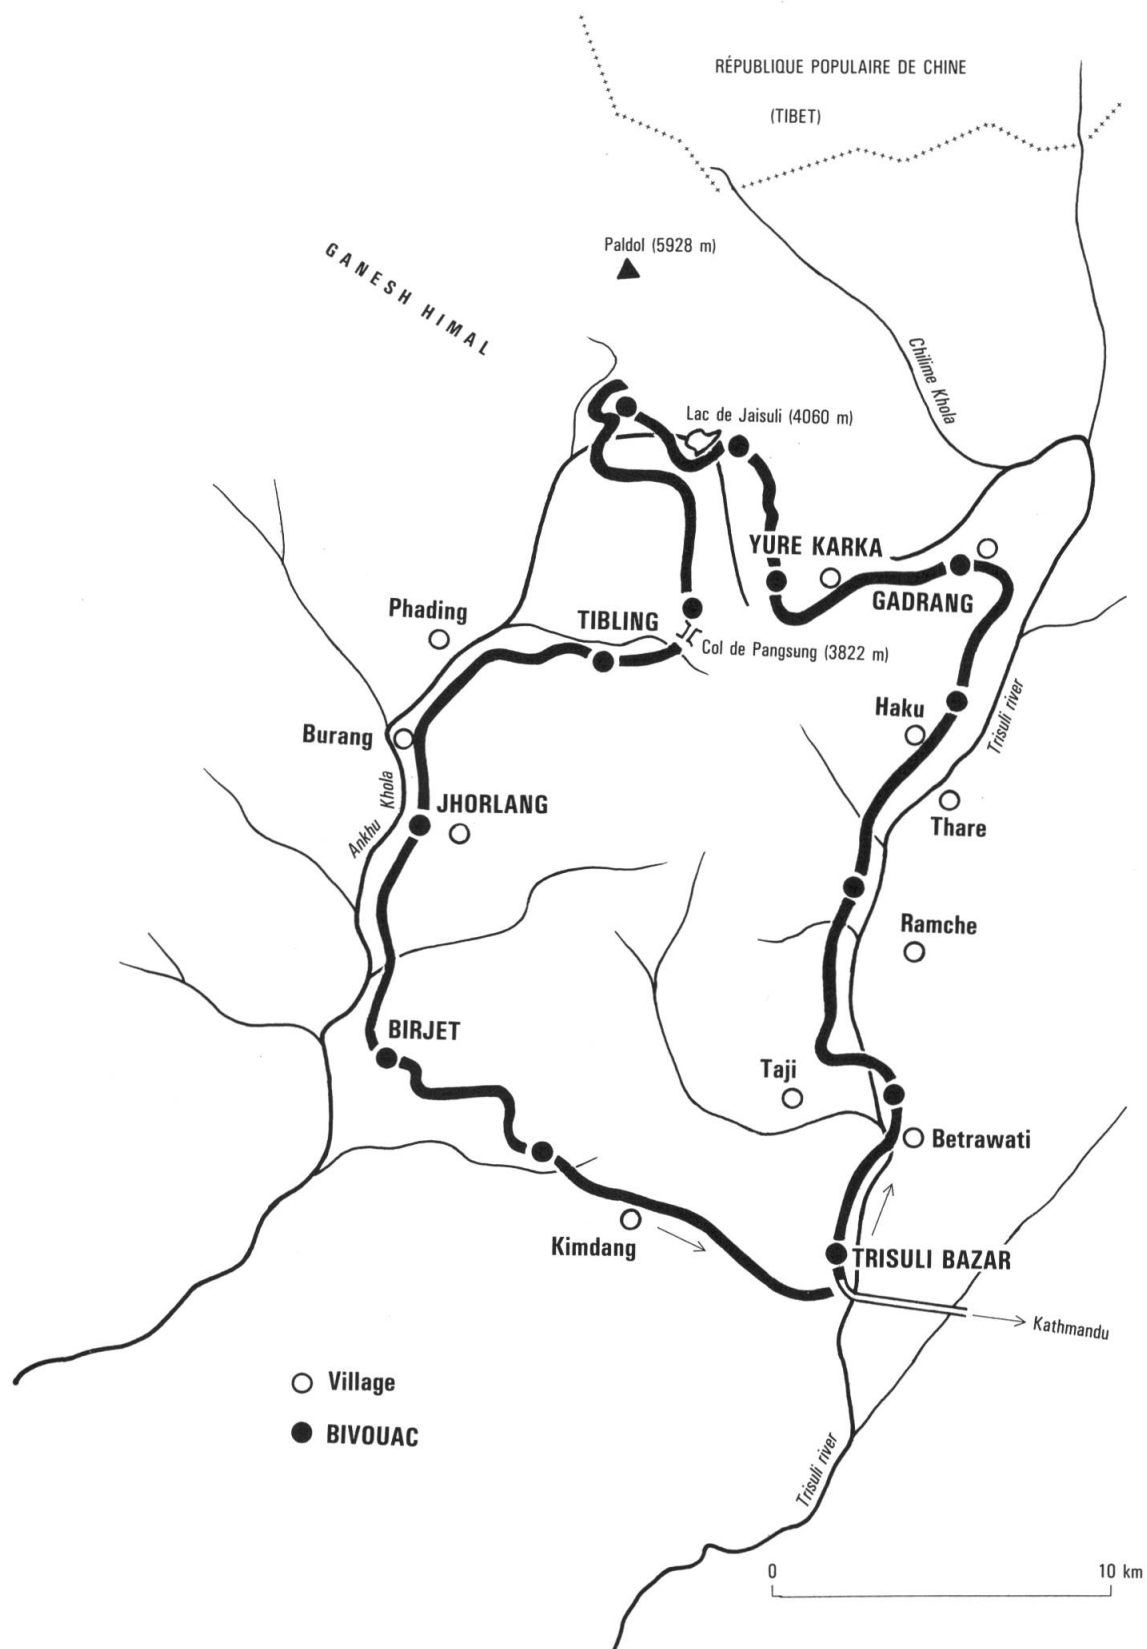 RÉPUBLIQUE POPULAIRE DE CHINE
(TIBET)
GANESH HIMAL
Paldol (5928 m)
Chilime Khola
Lac de Jaisuli (4060 m)
YURE KARKA
GADRANG
Phading
TIBLING
Col de Pangsung (3822 m)
Haku
Trisuli river
Burang
Ankhu Khola
JHORLANG
Thare
Ramche
BIRJET
Taji
Betrawati
Kimdang
TRISULI BAZAR
Kathmandu
Village
BIVOUAC
Trisuli river
0 10 km